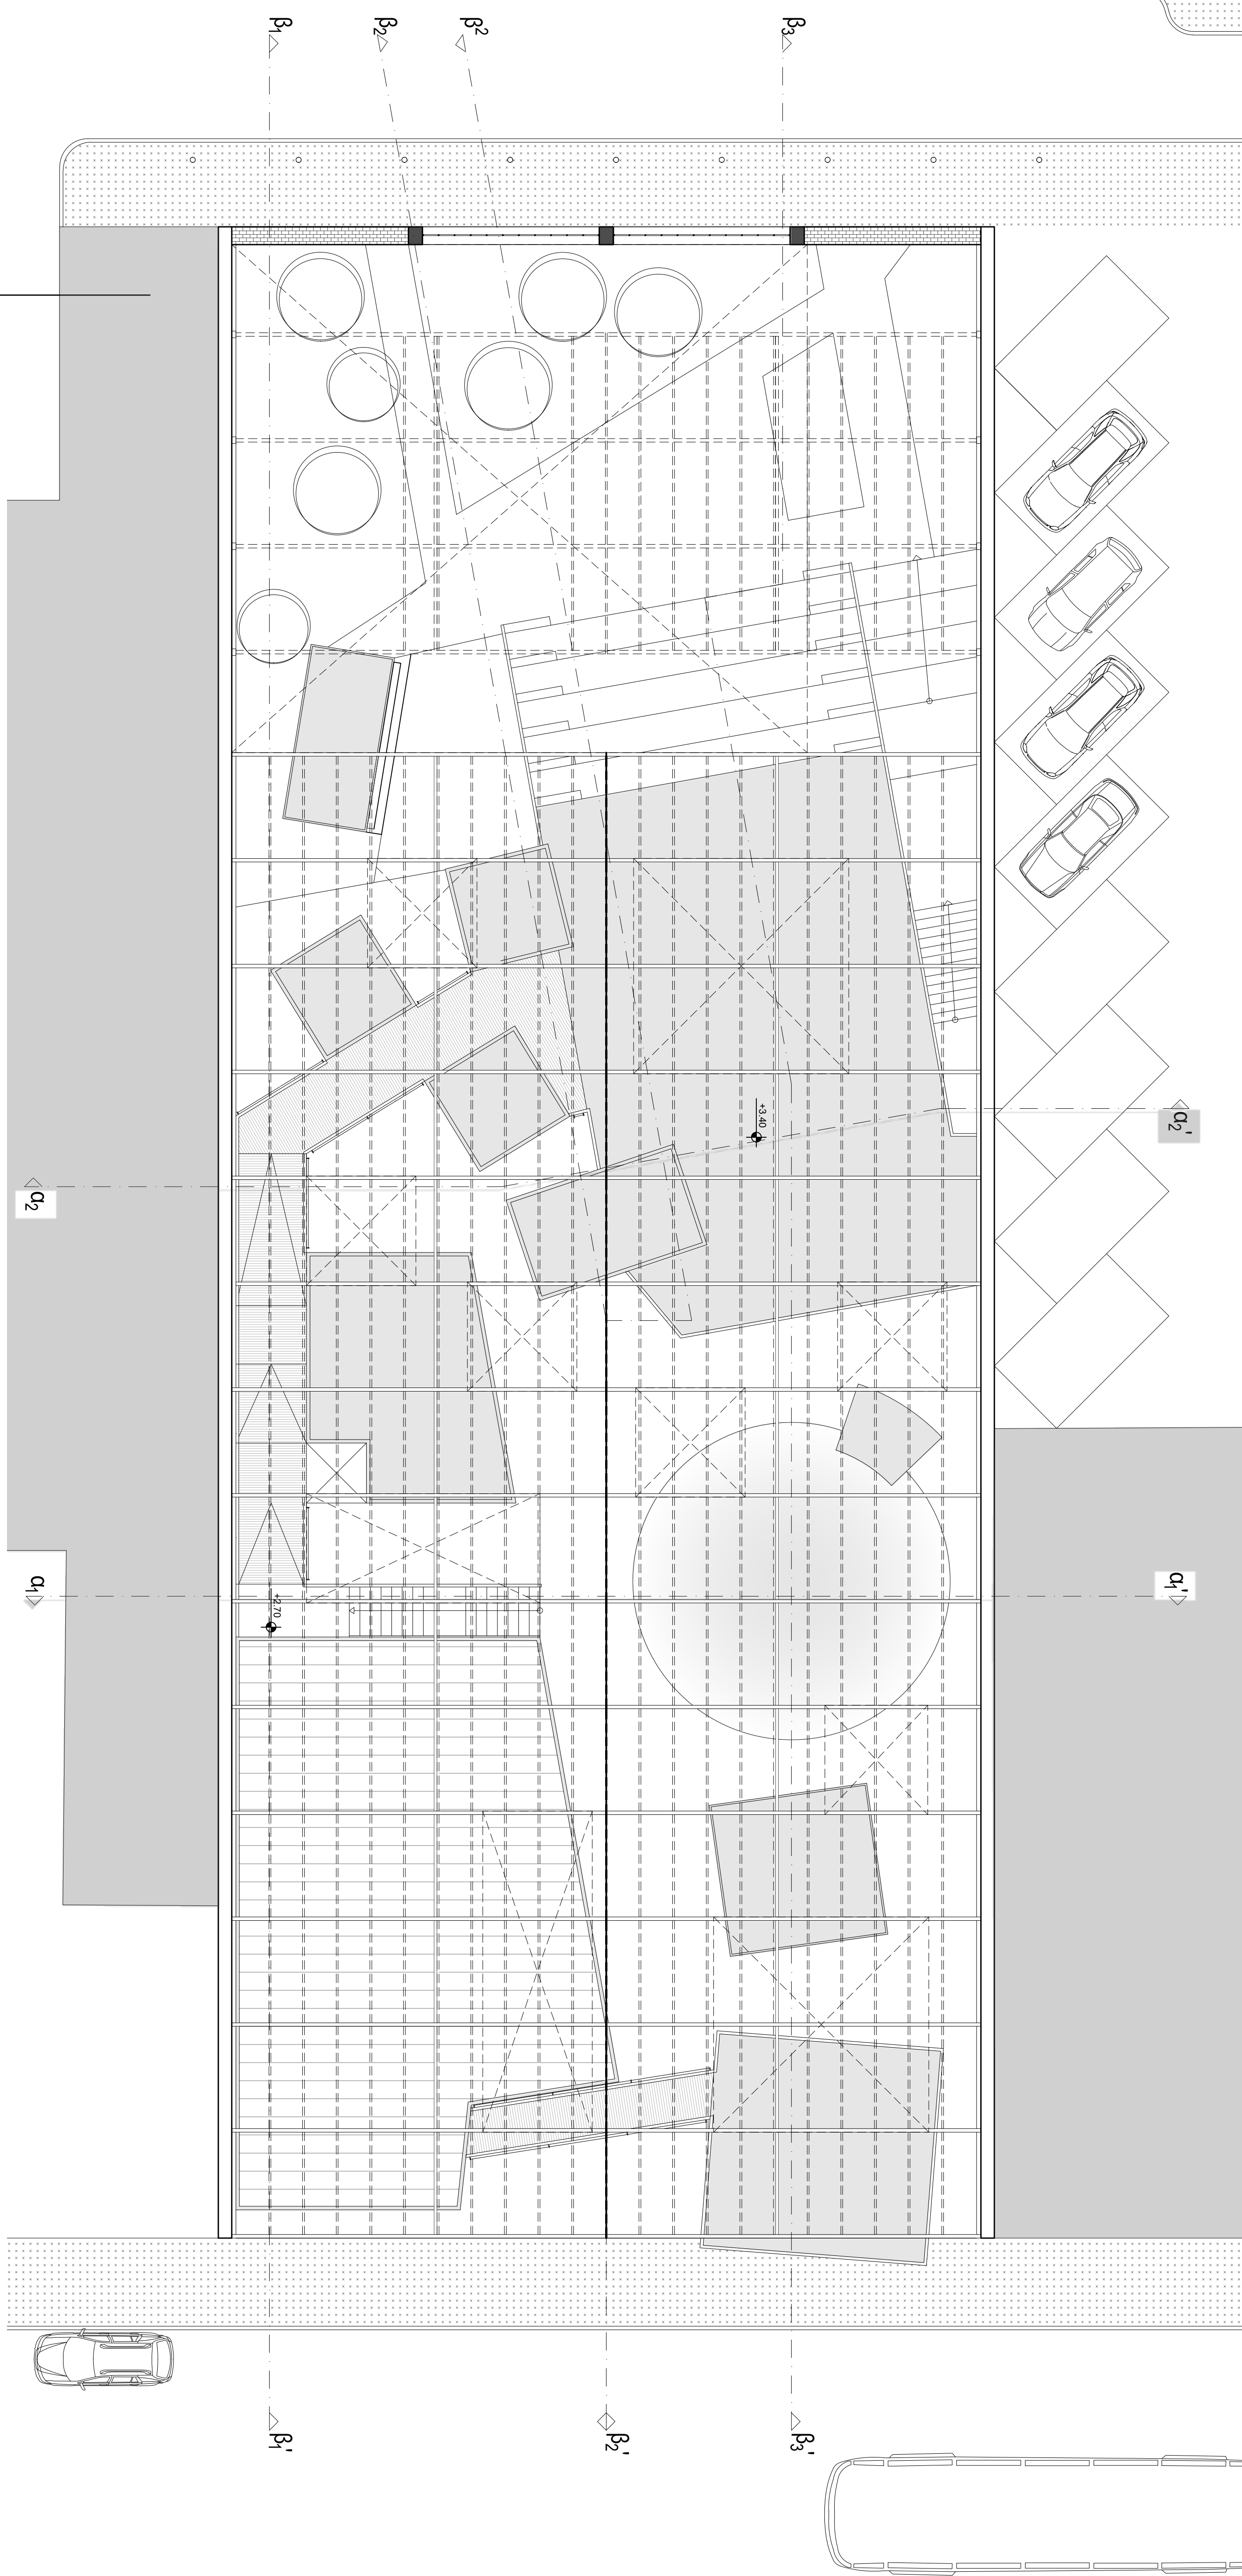 β₁
β₂
β²
β₃
+3.40
α₂'
α₂
α₁
α₁'
+2.70
β₁'
β₂'
β₃'